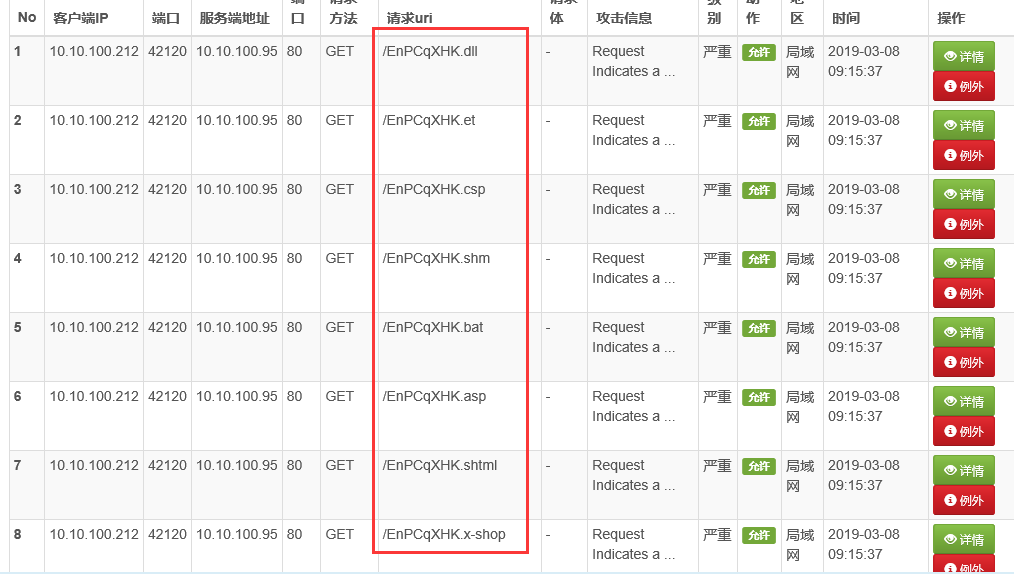 No 客户端IP 端口 服务端地址 端口 请求方法 请求uri 请求体 攻击信息 级别 动作 地区 时间 操作
1 10.10.100.212 42120 10.10.100.95 80 GET /EnPCqXHK.dll - Request 严重 允许 局域 2019-03-08 详情
Indicates a ... 网 09:15:37 例外
2 10.10.100.212 42120 10.10.100.95 80 GET /EnPCqXHK.et - Request 严重 允许 局域 2019-03-08 详情
Indicates a ... 网 09:15:37 例外
3 10.10.100.212 42120 10.10.100.95 80 GET /EnPCqXHK.csp - Request 严重 允许 局域 2019-03-08 详情
Indicates a ... 网 09:15:37 例外
4 10.10.100.212 42120 10.10.100.95 80 GET /EnPCqXHK.shm - Request 严重 允许 局域 2019-03-08 详情
Indicates a ... 网 09:15:37 例外
5 10.10.100.212 42120 10.10.100.95 80 GET /EnPCqXHK.bat - Request 严重 允许 局域 2019-03-08 详情
Indicates a ... 网 09:15:37 例外
6 10.10.100.212 42120 10.10.100.95 80 GET /EnPCqXHK.asp - Request 严重 允许 局域 2019-03-08 详情
Indicates a ... 网 09:15:37 例外
7 10.10.100.212 42120 10.10.100.95 80 GET /EnPCqXHK.shtml - Request 严重 允许 局域 2019-03-08 详情
Indicates a ... 网 09:15:37 例外
8 10.10.100.212 42120 10.10.100.95 80 GET /EnPCqXHK.x-shop - Request 严重 允许 局域 2019-03-08 详情
Indicates a ... 网 09:15:37 例外